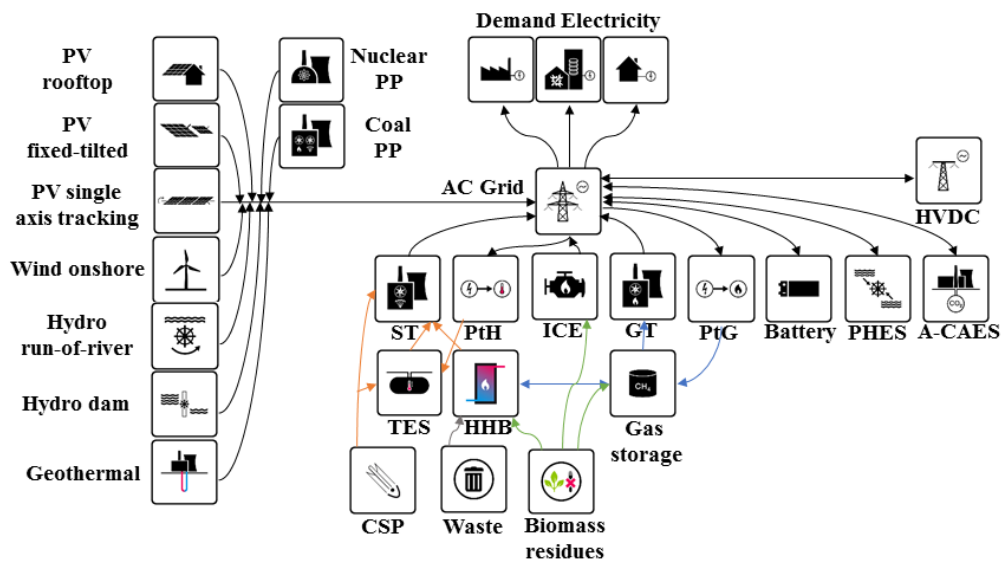 Demand Electricity
PV
rooftop
Nuclear
PP
PV
fixed-tilted
Coal
PP
PV single
axis tracking
AC Grid
HVDC
Wind onshore
ST
PtH
ICE
GT
PtG
Battery
PHES
A-CAES
CO₂
Hydro
run-of-river
Hydro dam
TES
HHB
CH₄
Gas
storage
Geothermal
CSP
Waste
Biomass
residues